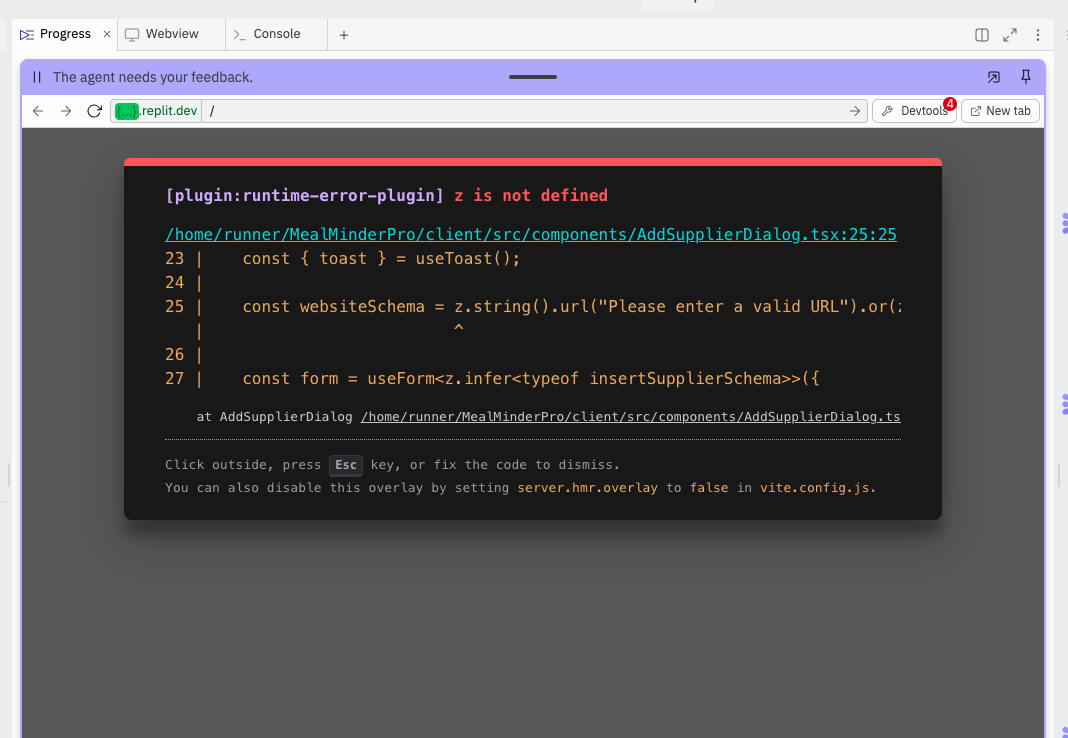 Progress × Webview Console +
The agent needs your feedback.
{...}.replit.dev / Devtools 4 New tab
[plugin:runtime-error-plugin] z is not defined
/home/runner/MealMinderPro/client/src/components/AddSupplierDialog.tsx:25:25
23 | const { toast } = useToast();
24 |
25 | const websiteSchema = z.string().url("Please enter a valid URL").or(
| ^
26 |
27 | const form = useForm<z.infer<typeof insertSupplierSchema>>({
at AddSupplierDialog /home/runner/MealMinderPro/client/src/components/AddSupplierDialog.ts
Click outside, press Esc key, or fix the code to dismiss.
You can also disable this overlay by setting server.hmr.overlay to false in vite.config.js.